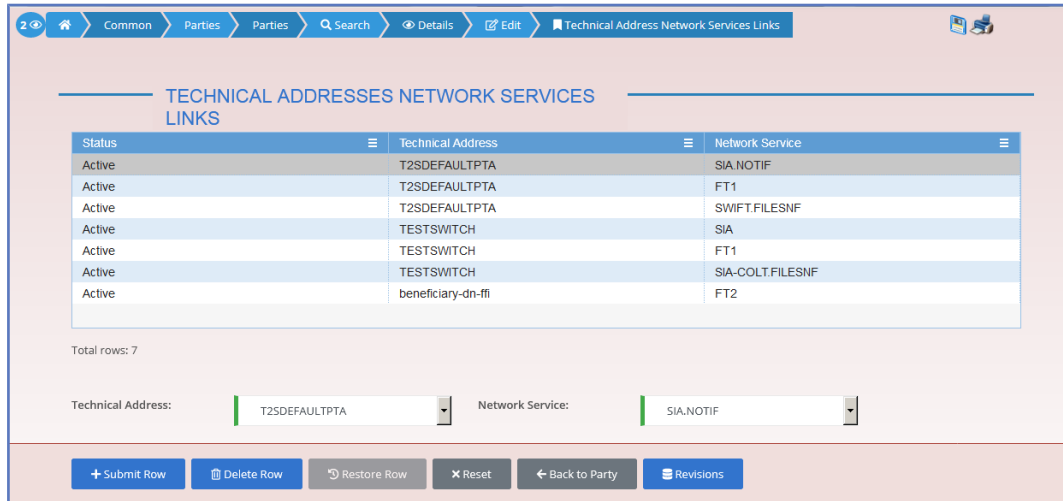 2 Common Parties Parties Search Details Edit Technical Address Network Services Links
TECHNICAL ADDRESSES NETWORK SERVICES
LINKS
Status Technical Address Network Service
Active T2SDEFAULTPTA SIA.NOTIF
Active T2SDEFAULTPTA FT1
Active T2SDEFAULTPTA SWIFT.FILESNF
Active TESTSWITCH SIA
Active TESTSWITCH FT1
Active TESTSWITCH SIA-COLT.FILESNF
Active beneficiary-dn-ffi FT2
Total rows: 7
Technical Address: T2SDEFAULTPTA Network Service: SIA.NOTIF
Submit Row Delete Row Restore Row Reset Back to Party Revisions